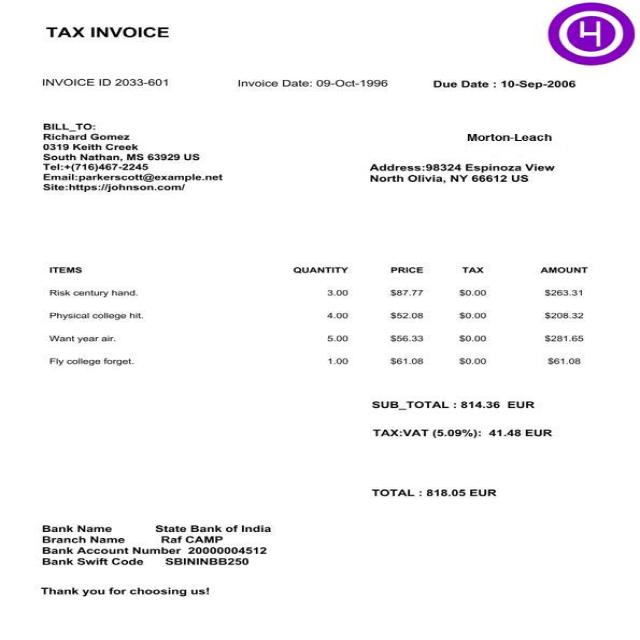 TAX INVOICE
INVOICE ID 2033-601 Invoice Date: 09-Oct-1996 Due Date : 10-Sep-2006
BILL_TO:
Richard Gomez
0319 Keith Creek
South Nathan, MS 63929 US
Tel:+(716)467-2245
Email:parkerscott@example.net
Site:https://johnson.com/
Morton-Leach
Address:98324 Espinoza View
North Olivia, NY 66612 US
ITEMS QUANTITY PRICE TAX AMOUNT
Risk century hand. 3.00 $87.77 $0.00 $263.31
Physical college hit. 4.00 $52.08 $0.00 $208.32
Want year air. 5.00 $56.33 $0.00 $281.65
Fly college forget. 1.00 $61.08 $0.00 $61.08
SUB_TOTAL : 814.36 EUR
TAX:VAT (5.09%): 41.48 EUR
TOTAL : 818.05 EUR
Bank Name State Bank of India
Branch Name Raf CAMP
Bank Account Number 20000004512
Bank Swift Code SBININBB250
Thank you for choosing us!